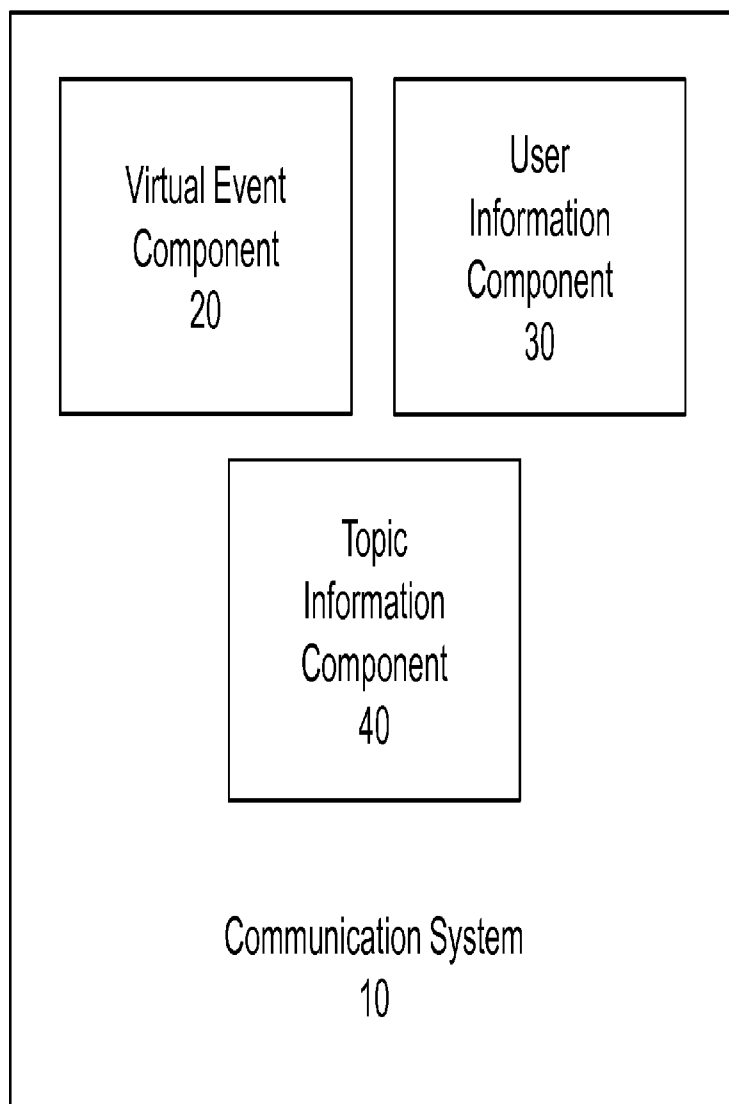 Virtual Event
Component
20
User
Information
Component
30
Topic
Information
Component
40
Communication System
10